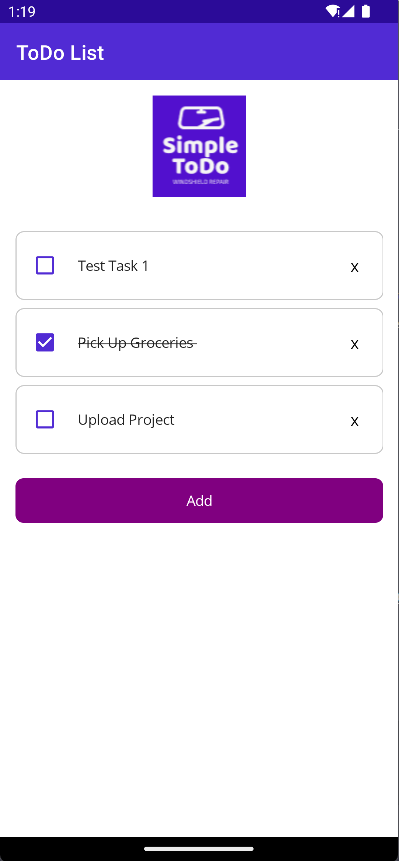 1:19
ToDo List
Simple
ToDo
WINDSHIELD REPAIR
Test Task 1
x
Pick Up Groceries
x
Upload Project
x
Add